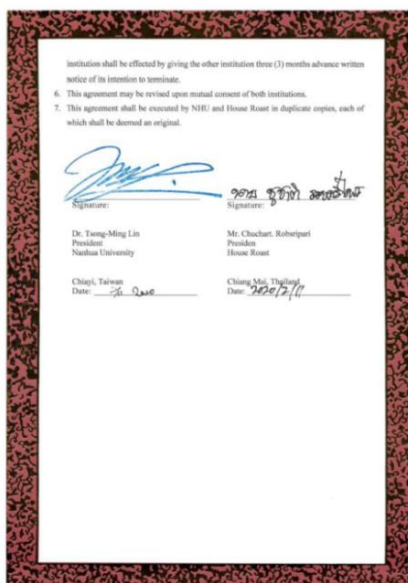 institution shall be effected by giving the other institution three (3) months advance written
notice of its intention to terminate.
6. This agreement may be revised upon mutual consent of both institutions.
7. This agreement shall be executed by NHU and House Roast in duplicate copies, each of
which shall be deemed an original.
Signature:
Signature:
Dr. Tsong-Ming Lin
Mr. Chuchart.
President
Presiden
Nanhua University
House Roast
Chiayi, Taiwan
Chiang Mai, Thailand
Date:
Date: 2020/2/